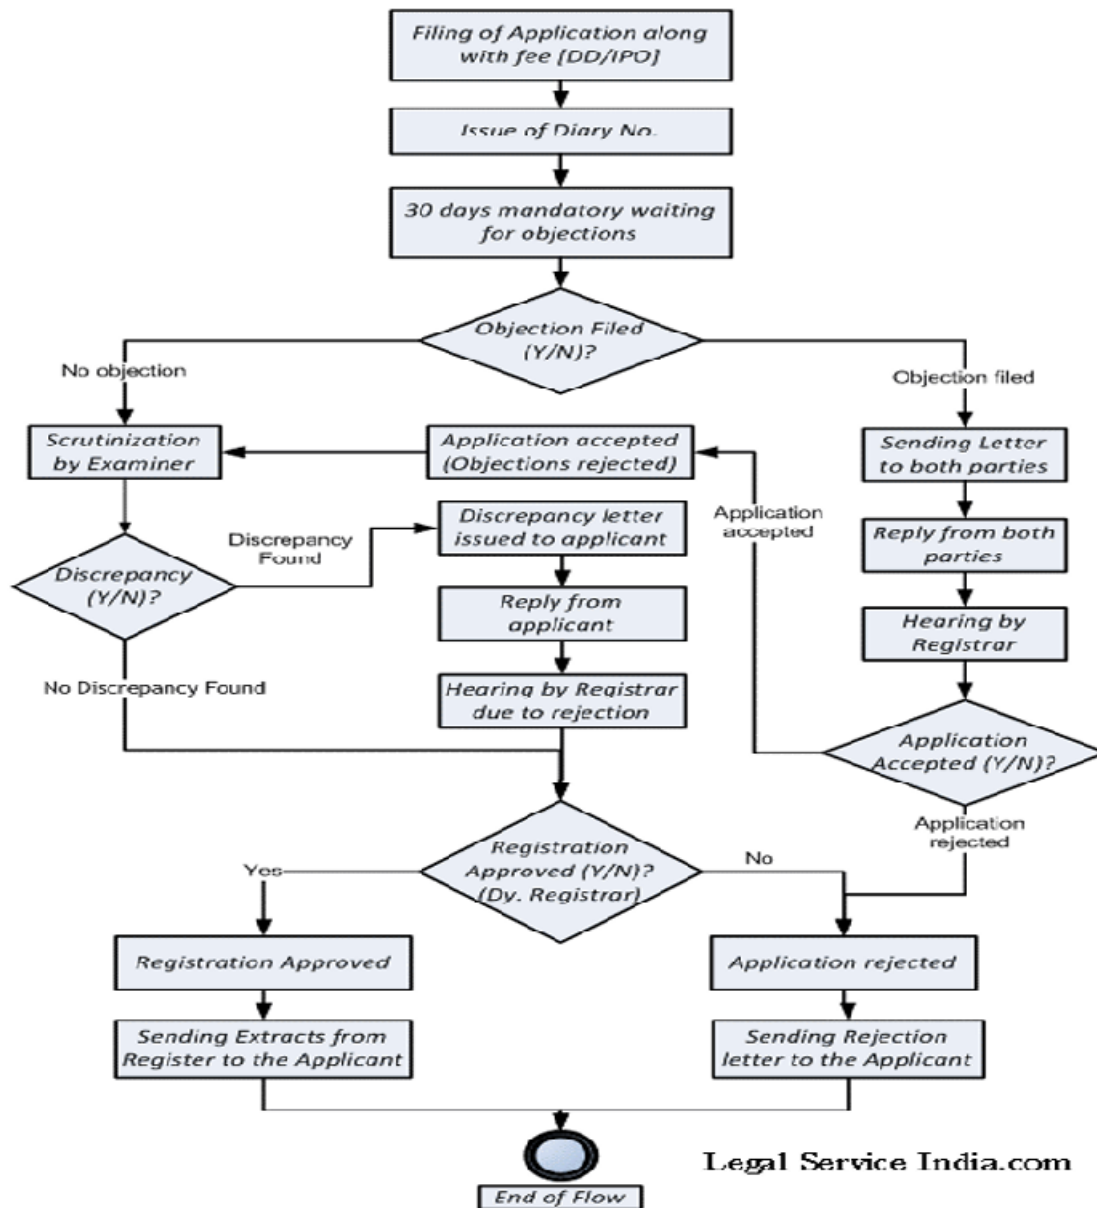 Filing of Application along
with fee [DD/IPO]
Issue of Diary No.
30 days mandatory waiting
for objections
Objection Filed
(Y/N)?
No objection
Objection filed
Scrutinization
by Examiner
Application accepted
(Objections rejected)
Sending Letter
to both parties
Discrepancy
Found
Discrepancy letter
issued to applicant
Application
accepted
Reply from both
parties
Discrepancy
(Y/N)?
Reply from
applicant
Hearing by
Registrar
No Discrepancy Found
Hearing by Registrar
due to rejection
Application
Accepted (Y/N)?
Application
rejected
Registration
Approved (Y/N)?
(Dy. Registrar)
Yes
No
Registration Approved
Application rejected
Sending Extracts from
Register to the Applicant
Sending Rejection
letter to the Applicant
Legal Service India.com
End of Flow